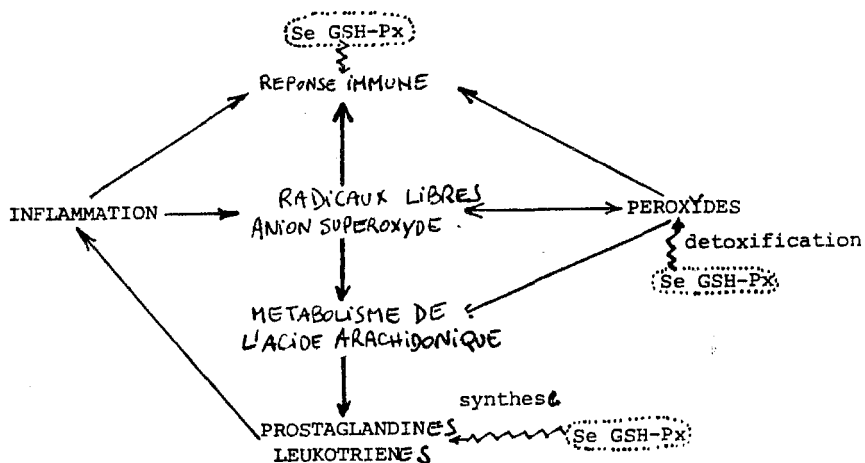 Se GSH-Px
REPONSE IMMUNE
RADICAUX LIBRES
ANION SUPEROXYDE.
INFLAMMATION
PEROXYDES
detoxification
Se GSH-Px
METABOLISME DE
L'ACIDE ARACHIDONIQUE
synthese
PROSTAGLANDINES
LEUKOTRIENES
Se GSH-Px